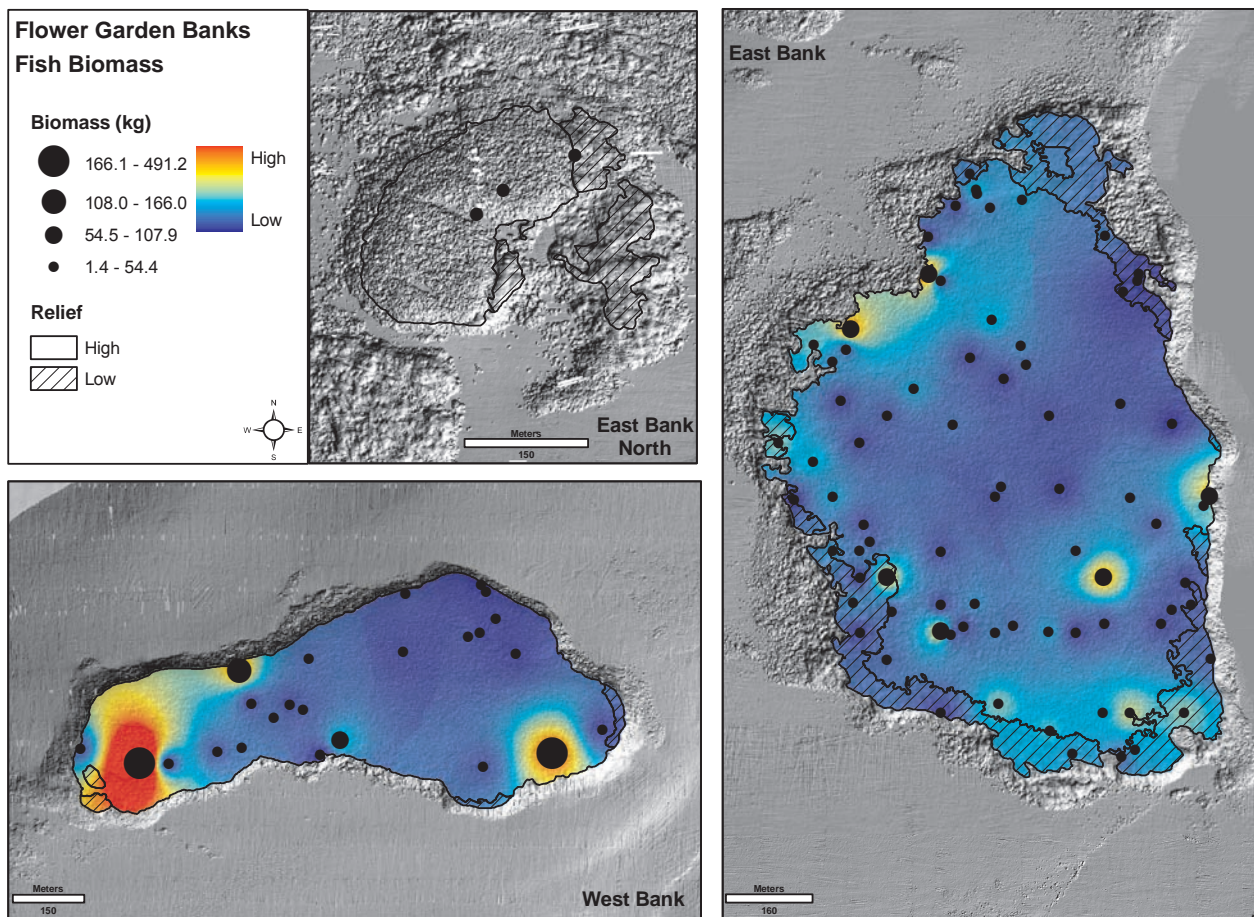 Flower Garden Banks
Fish Biomass
Biomass (kg)
166.1 - 491.2
108.0 - 166.0
54.5 - 107.9
1.4 - 54.4
High
Low
Relief
High
Low
N
W
E
S
Meters
150
East Bank
North
East Bank
Meters
160
Meters
150
West Bank